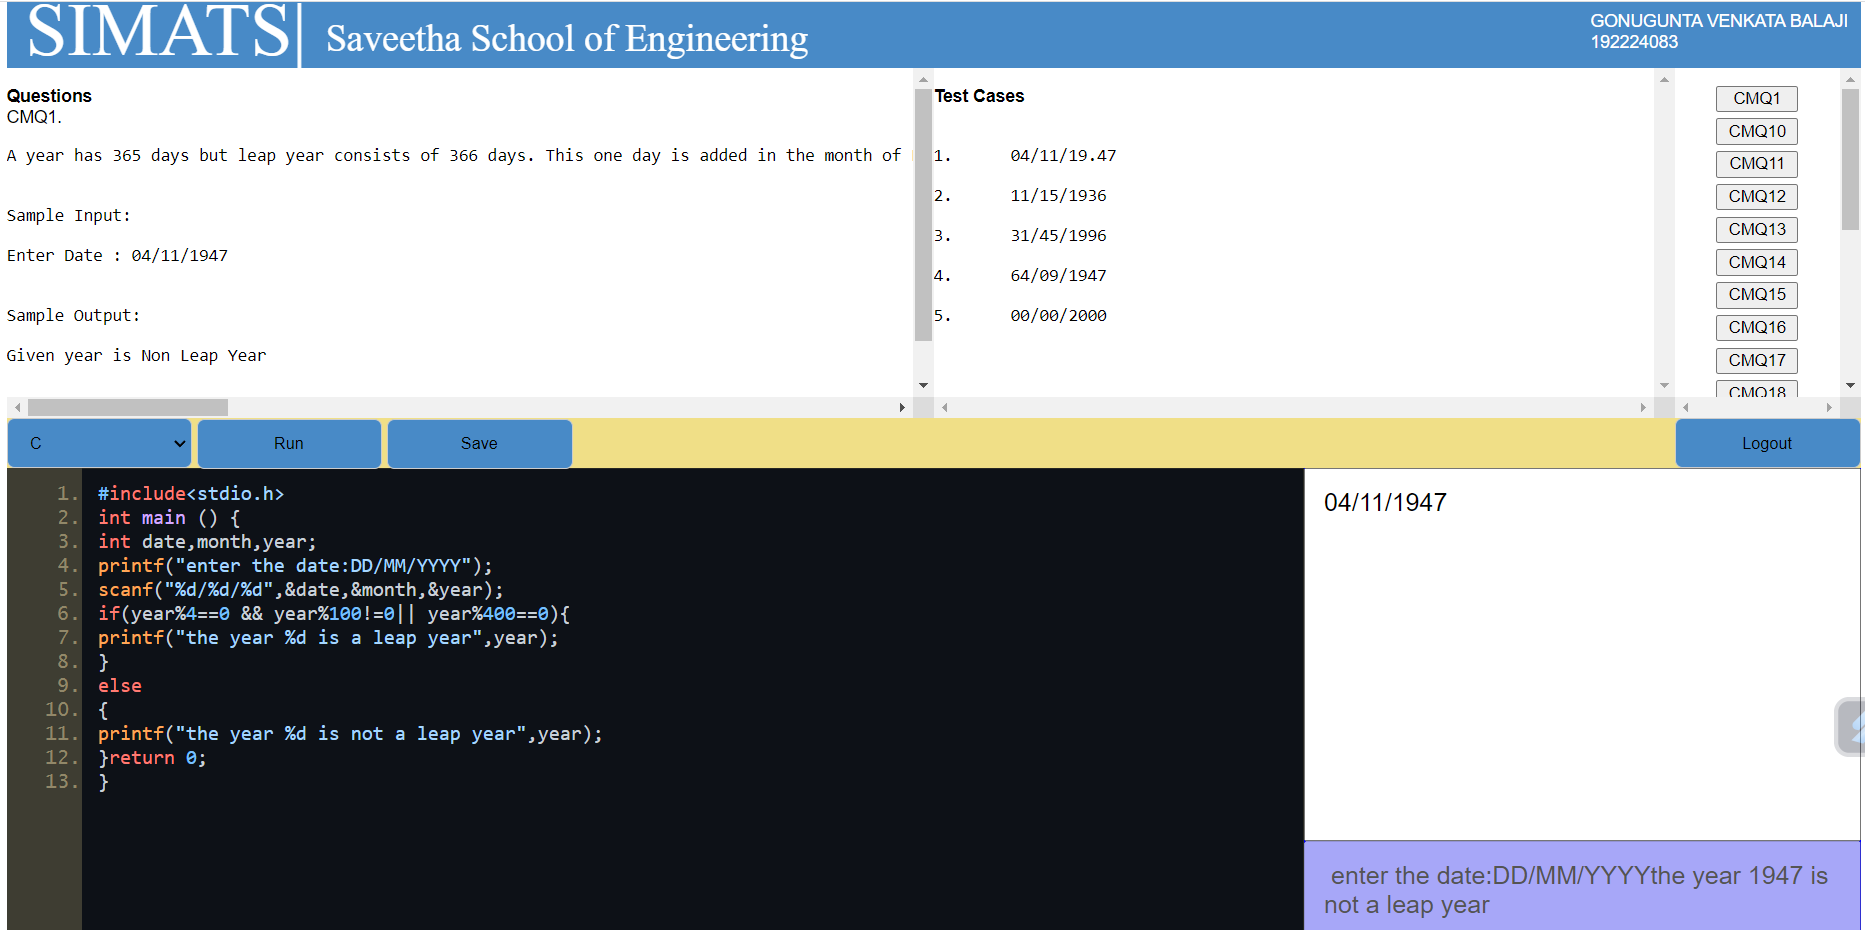 SIMATS
Saveetha School of Engineering
GONUGUNTA VENKATA BALAJI
192224083
Questions
CMQ1.
A year has 365 days but leap year consists of 366 days. This one day is added in the month of
Sample Input:
Enter Date : 04/11/1947
Sample Output:
Given year is Non Leap Year
Test Cases
1. 04/11/19.47
2. 11/15/1936
3. 31/45/1996
4. 64/09/1947
5. 00/00/2000
CMQ1
CMQ10
CMQ11
CMQ12
CMQ13
CMQ14
CMQ15
CMQ16
CMQ17
CMQ18
C
Run
Save
Logout
1. #include<stdio.h>
2. int main () {
3. int date,month,year;
4. printf("enter the date:DD/MM/YYYY");
5. scanf("%d/%d/%d",&date,&month,&year);
6. if(year%4==0 && year%100!=0|| year%400==0){
7. printf("the year %d is a leap year",year);
8. }
9. else
10. {
11. printf("the year %d is not a leap year",year);
12. }return 0;
13. }
04/11/1947
enter the date:DD/MM/YYYYthe year 1947 is
not a leap year